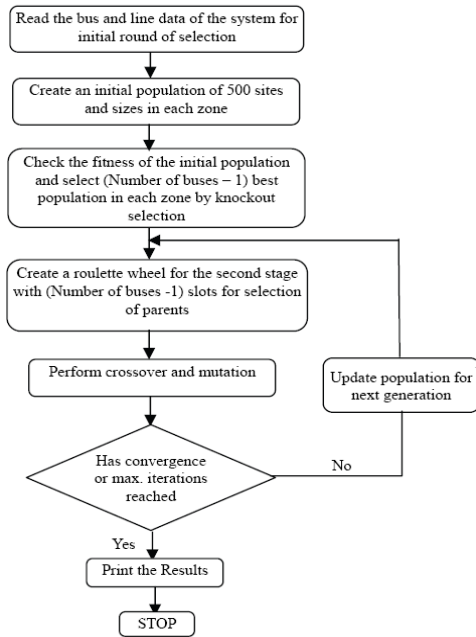 Read the bus and line data of the system for
initial round of selection
Create an initial population of 500 sites
and sizes in each zone
Check the fitness of the initial population
and select (Number of buses – 1) best
population in each zone by knockout
selection
Create a roulette wheel for the second stage
with (Number of buses -1) slots for selection
of parents
Perform crossover and mutation
Update population for
next generation
Has convergence
or max. iterations
reached
No
Yes
Print the Results
STOP